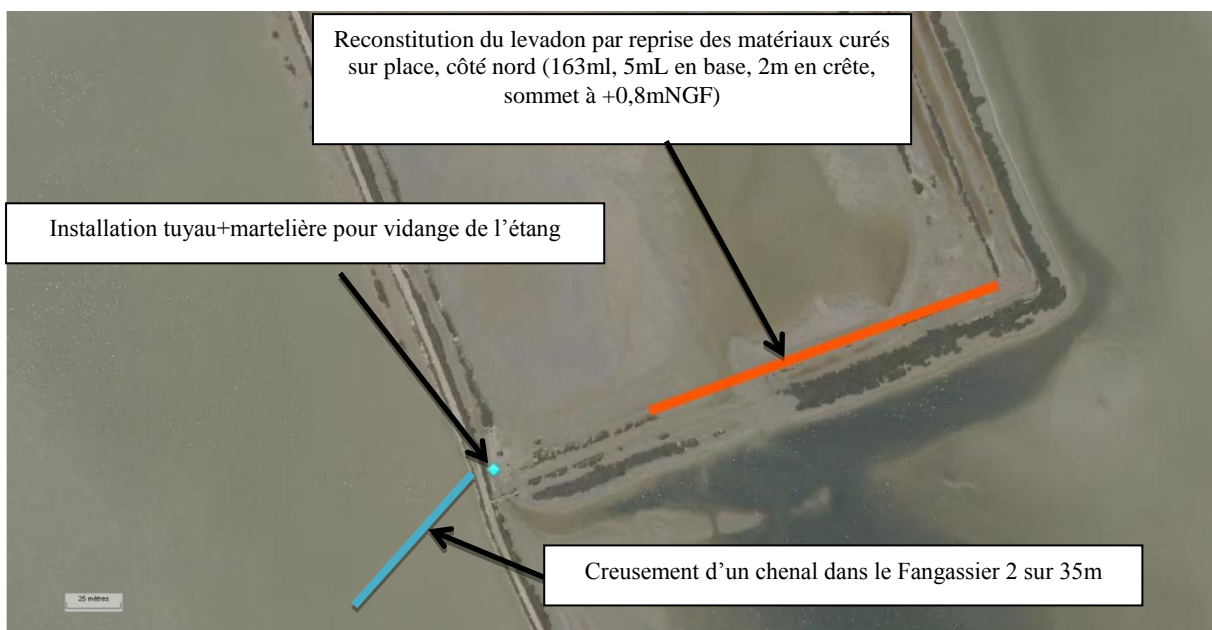 Reconstitution du levadon par reprise des matériaux curés
sur place, côté nord (163ml, 5mL en base, 2m en crête,
sommet à +0,8mNGF)
Installation tuyau+martelière pour vidange de l'étang
Creusement d'un chenal dans le Fangassier 2 sur 35m
25 mètres